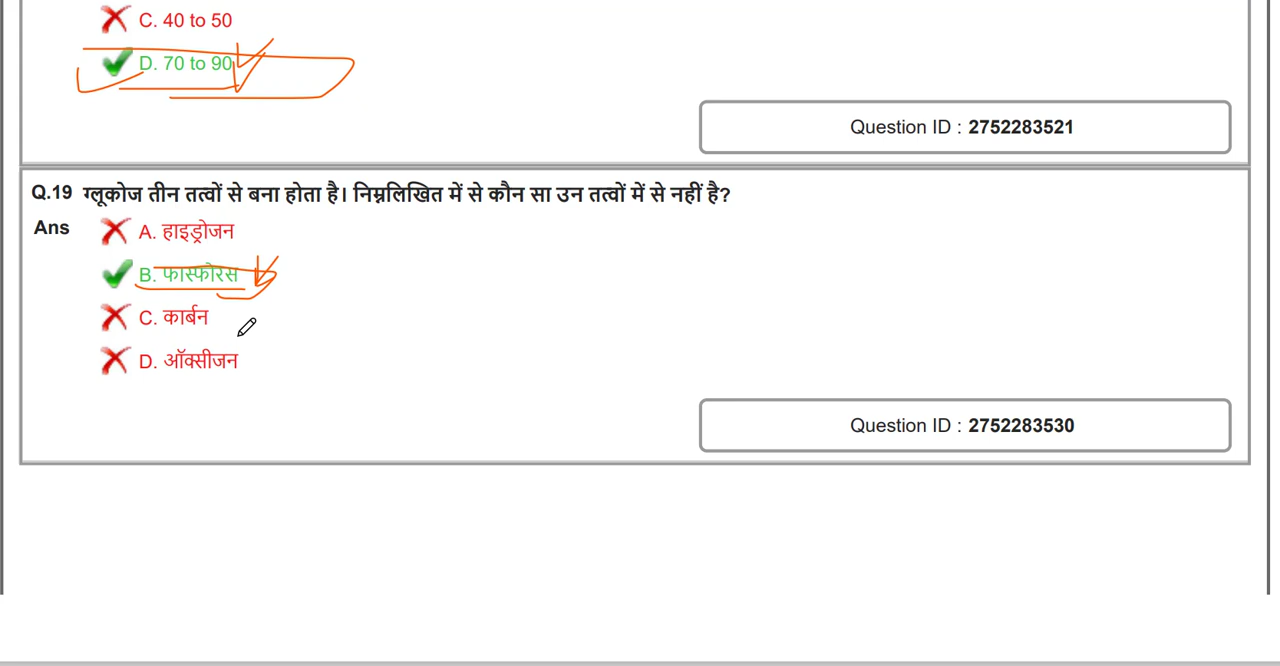 C. 40 to 50
D. 70 to 90
Question ID : 2752283521
Q.19 ग्लूकोज तीन तत्वों से बना होता है। निम्नलिखित में से कौन सा उन तत्वों में से नहीं है?
Ans
A. हाइड्रोजन
B. फास्फोरस
C. कार्बन
D. ऑक्सीजन
Question ID : 2752283530